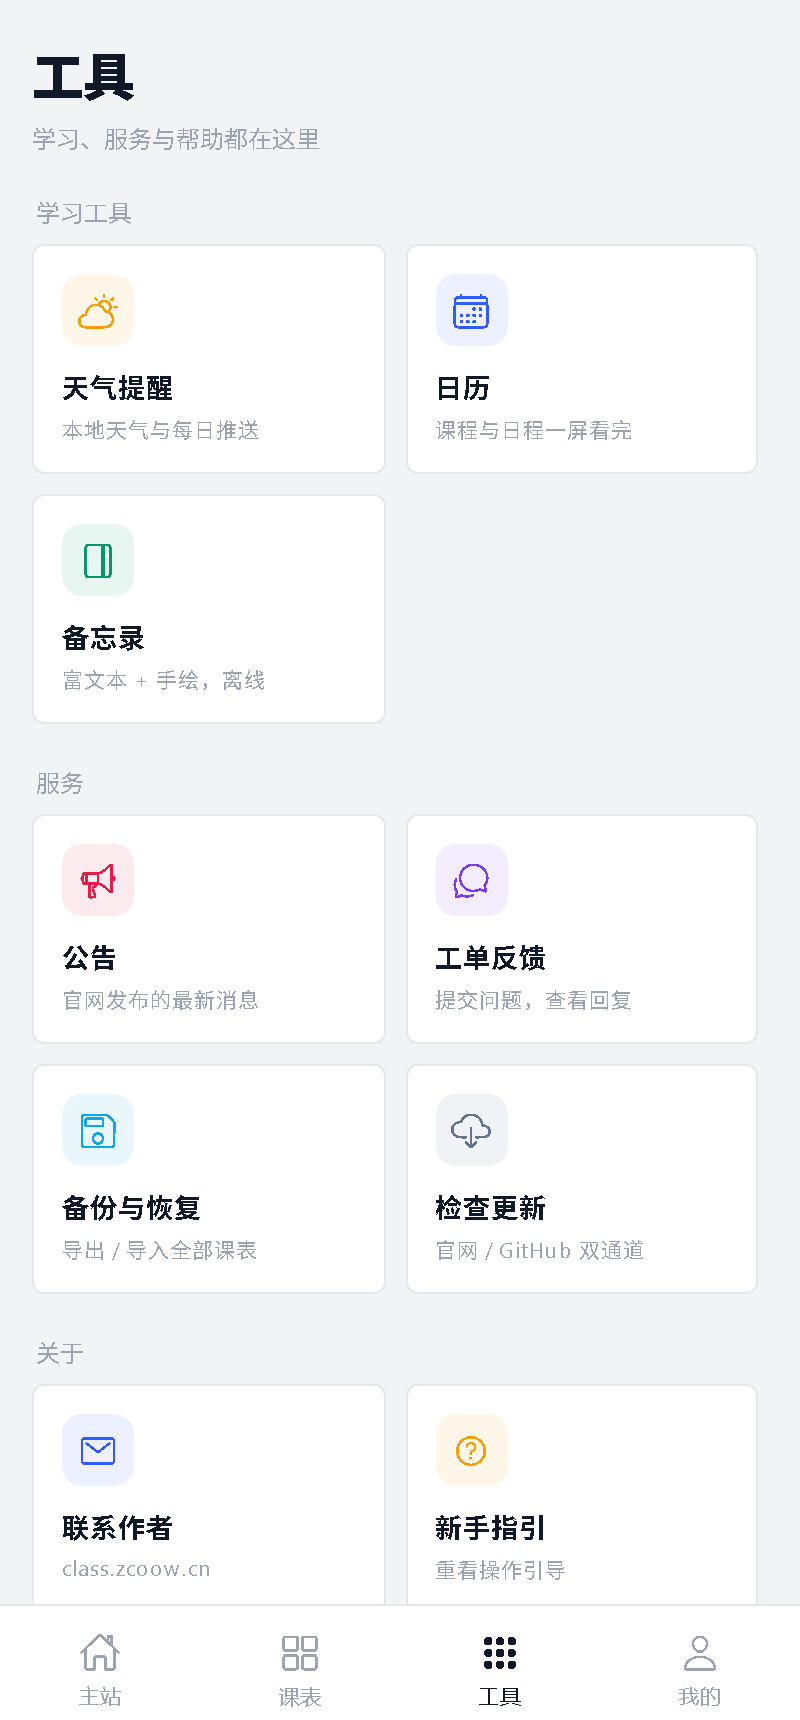 工具
学习、服务与帮助都在这里
学习工具
天气提醒
本地天气与每日推送
日历
课程与日程一屏看完
备忘录
富文本 + 手绘，离线
服务
公告
官网发布的最新消息
工单反馈
提交问题，查看回复
备份与恢复
导出 / 导入全部课表
检查更新
官网 / GitHub 双通道
关于
联系作者
class.zcoow.cn
新手指引
重看操作引导
主站
课表
工具
我的